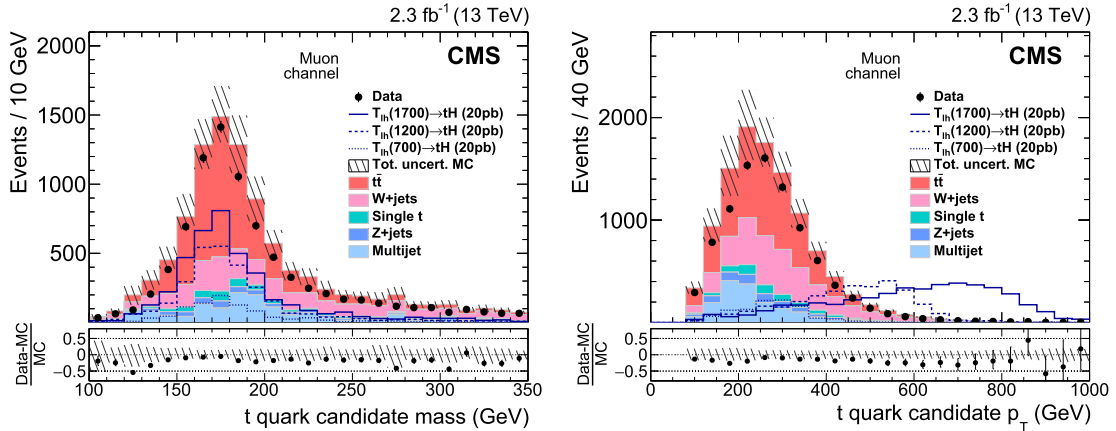 2.3 fb⁻¹ (13 TeV)
Events / 10 GeV
2000
1500
1000
500
Muon
channel
CMS
Data
T_lh(1700)→tH (20pb)
T_lh(1200)→tH (20pb)
T_lh(700)→tH (20pb)
Tot. uncert. MC
tt̄
W+jets
Single t
Z+jets
Multijet
Data-MC
MC
0.5
0
−0.5
100 150 200 250 300 350
t quark candidate mass (GeV)
2.3 fb⁻¹ (13 TeV)
Events / 40 GeV
2000
1000
Muon
channel
CMS
Data
T_lh(1700)→tH (20pb)
T_lh(1200)→tH (20pb)
T_lh(700)→tH (20pb)
Tot. uncert. MC
tt̄
W+jets
Single t
Z+jets
Multijet
Data-MC
MC
0.5
0
−0.5
0 200 400 600 800 1000
t quark candidate p_T (GeV)